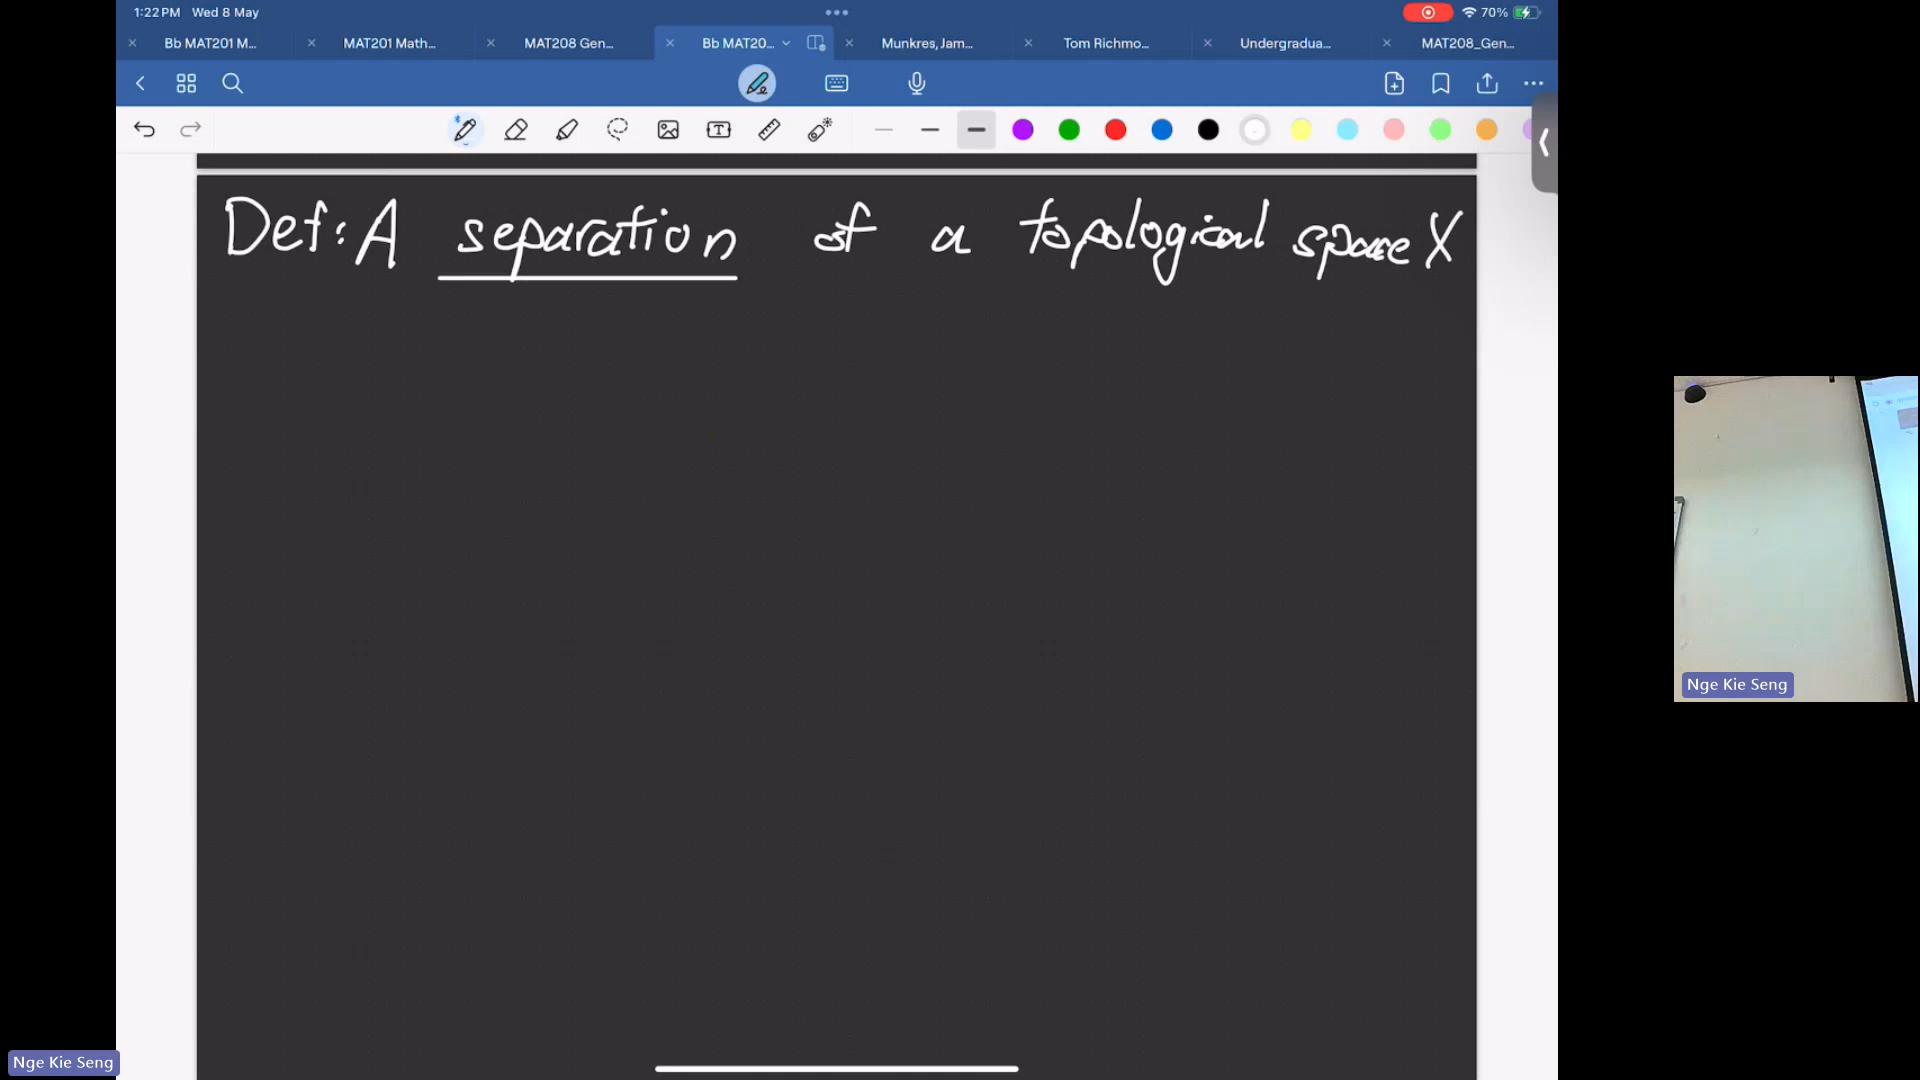 1:22 PM Wed 8 May
70%
Bb MAT201 M...
MAT201 Math...
MAT208 Gen...
Bb MAT20...
Munkres, Jam...
Tom Richmo...
Undergradua...
MAT208_Gen...
Def: A separation of a topological space X
Nge Kie Seng
Nge Kie Seng